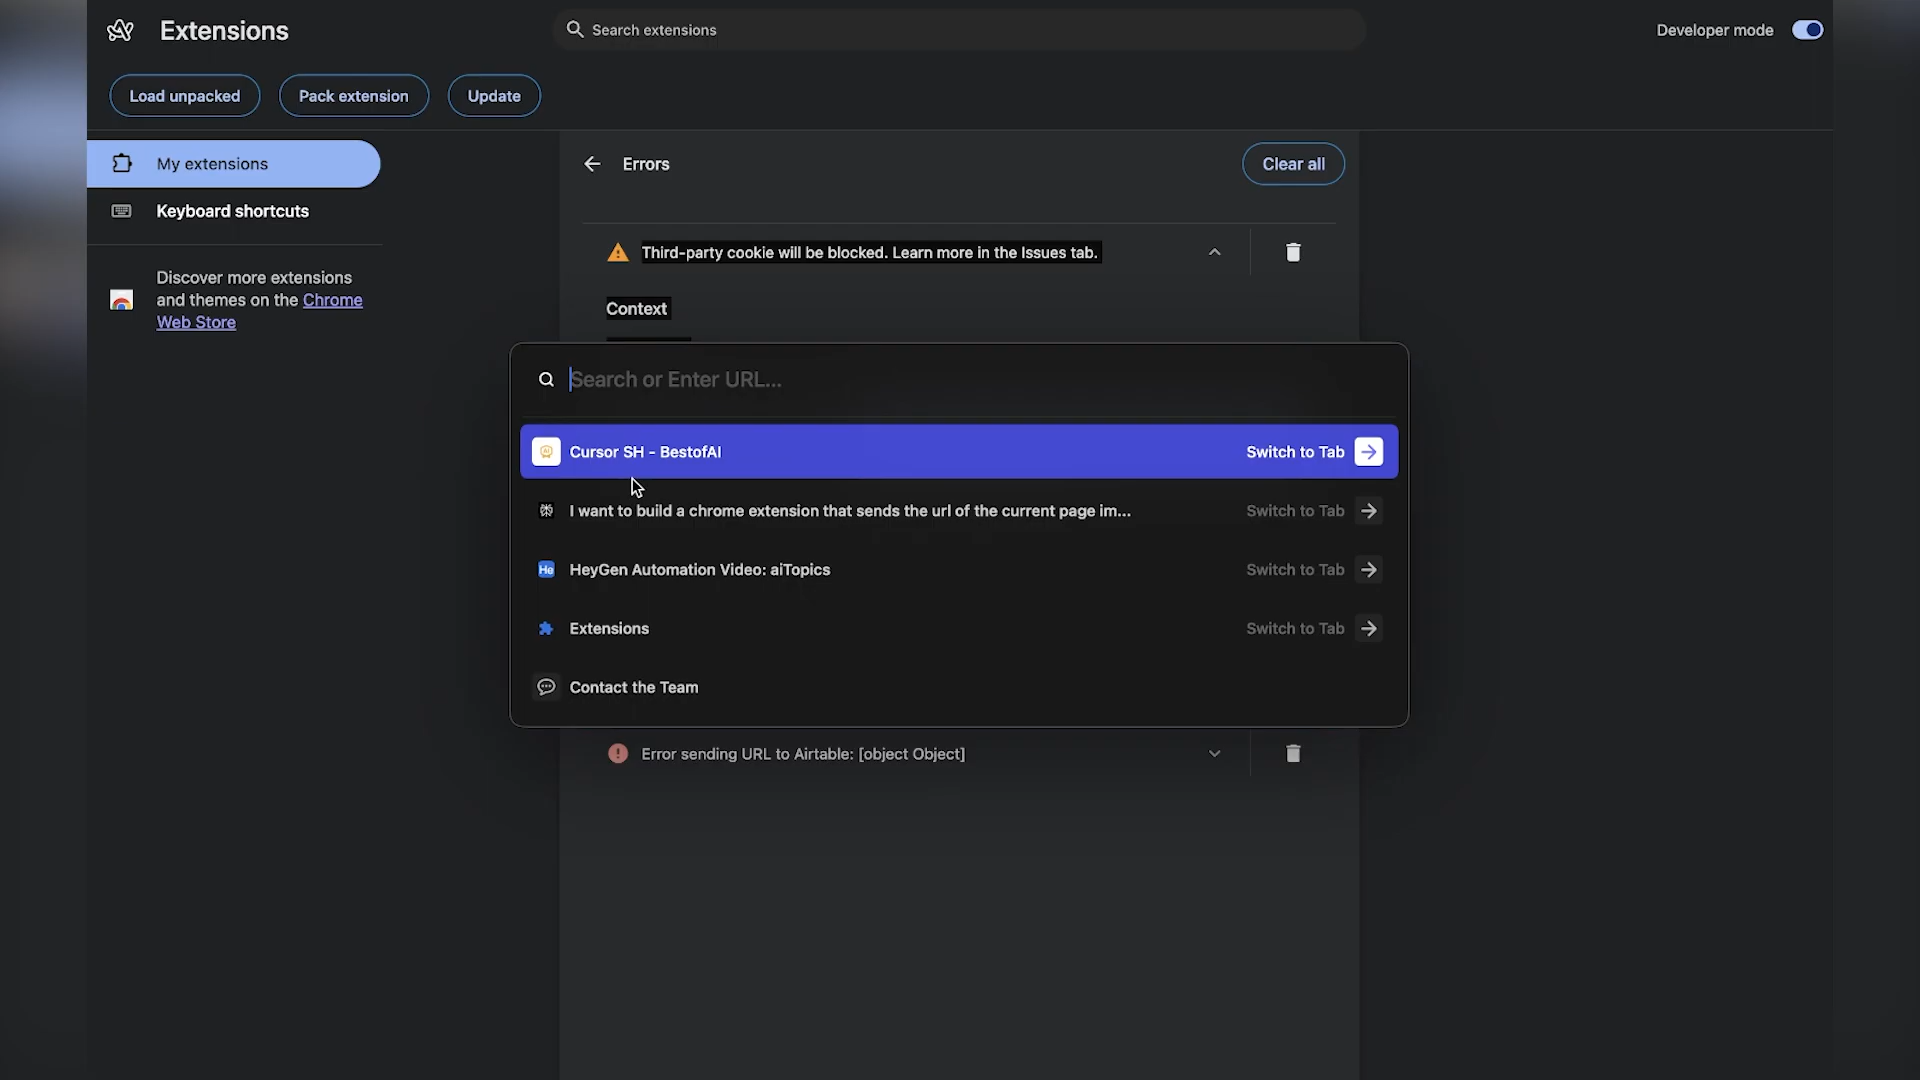 Extensions
Search extensions
Developer mode
Load unpacked
Pack extension
Update
My extensions
Keyboard shortcuts
Discover more extensions
and themes on the Chrome
Web Store
Errors
Clear all
Third-party cookie will be blocked. Learn more in the Issues tab.
Context
Search or Enter URL...
Cursor SH - BestofAI
Switch to Tab
I want to build a chrome extension that sends the url of the current page im...
Switch to Tab
He
HeyGen Automation Video: aiTopics
Switch to Tab
Extensions
Switch to Tab
Contact the Team
Error sending URL to Airtable: [object Object]